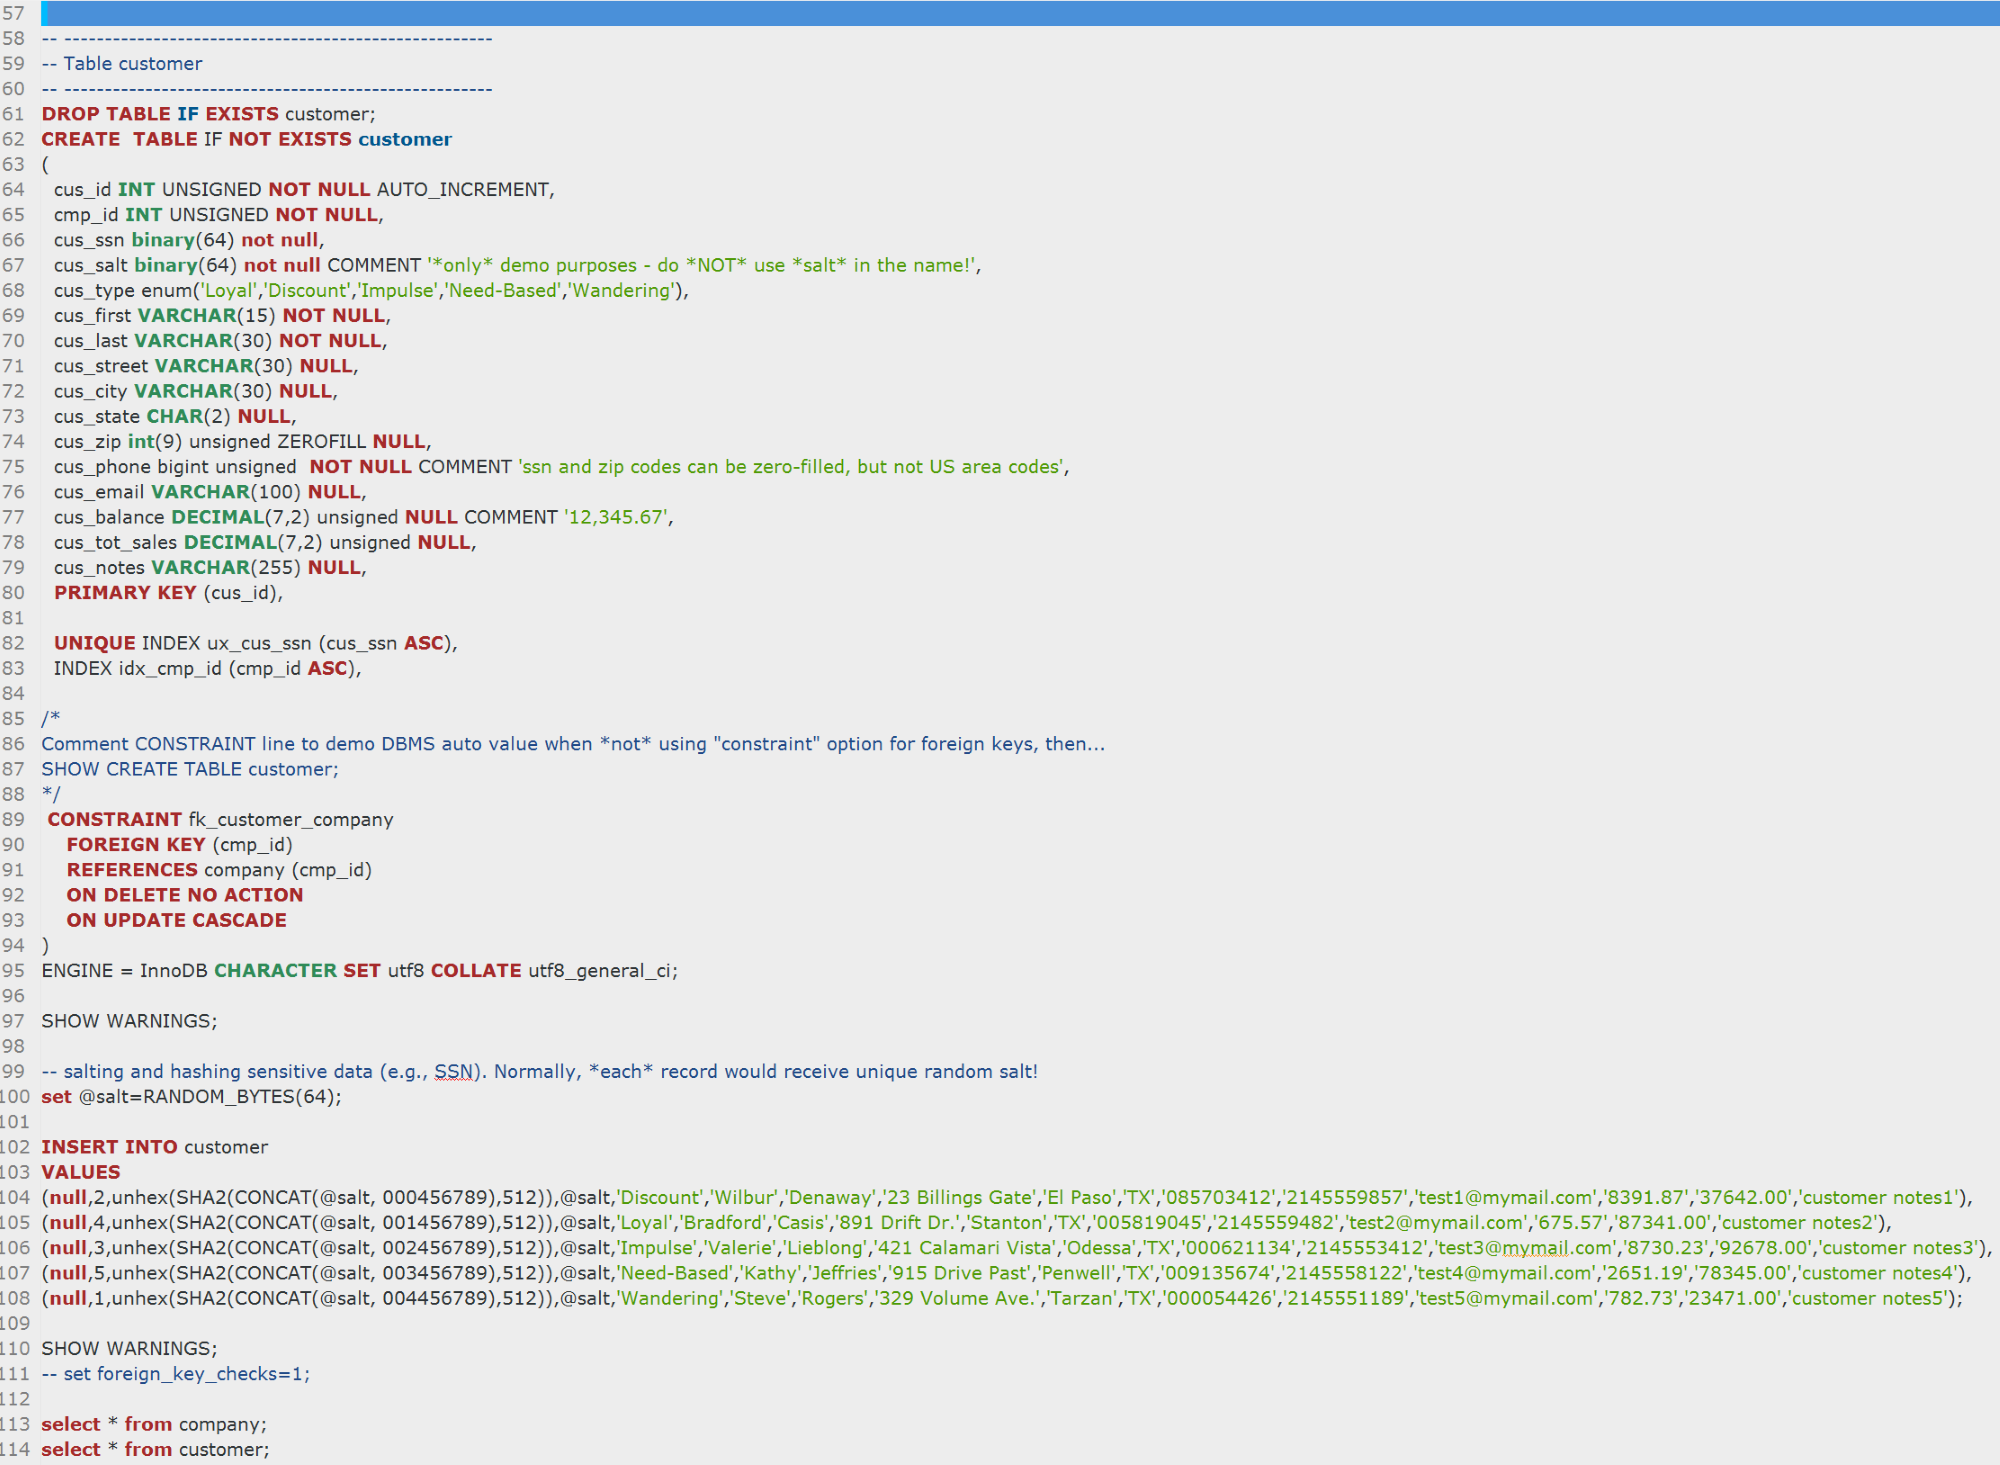 57
58 -- -----------------------------------------------------
59 -- Table customer
60 -- -----------------------------------------------------
61 DROP TABLE IF EXISTS customer;
62 CREATE  TABLE IF NOT EXISTS customer
63 (
64   cus_id INT UNSIGNED NOT NULL AUTO_INCREMENT,
65   cmp_id INT UNSIGNED NOT NULL,
66   cus_ssn binary(64) not null,
67   cus_salt binary(64) not null COMMENT '*only* demo purposes - do *NOT* use *salt* in the name!',
68   cus_type enum('Loyal','Discount','Impulse','Need-Based','Wandering'),
69   cus_first VARCHAR(15) NOT NULL,
70   cus_last VARCHAR(30) NOT NULL,
71   cus_street VARCHAR(30) NULL,
72   cus_city VARCHAR(30) NULL,
73   cus_state CHAR(2) NULL,
74   cus_zip int(9) unsigned ZEROFILL NULL,
75   cus_phone bigint unsigned  NOT NULL COMMENT 'ssn and zip codes can be zero-filled, but not US area codes',
76   cus_email VARCHAR(100) NULL,
77   cus_balance DECIMAL(7,2) unsigned NULL COMMENT '12,345.67',
78   cus_tot_sales DECIMAL(7,2) unsigned NULL,
79   cus_notes VARCHAR(255) NULL,
80   PRIMARY KEY (cus_id),
81
82   UNIQUE INDEX ux_cus_ssn (cus_ssn ASC),
83   INDEX idx_cmp_id (cmp_id ASC),
84
85 /*
86 Comment CONSTRAINT line to demo DBMS auto value when *not* using "constraint" option for foreign keys, then...
87 SHOW CREATE TABLE customer;
88 */
89  CONSTRAINT fk_customer_company
90     FOREIGN KEY (cmp_id)
91     REFERENCES company (cmp_id)
92     ON DELETE NO ACTION
93     ON UPDATE CASCADE
94 )
95 ENGINE = InnoDB CHARACTER SET utf8 COLLATE utf8_general_ci;
96
97 SHOW WARNINGS;
98
99 -- salting and hashing sensitive data (e.g., SSN). Normally, *each* record would receive unique random salt!
100 set @salt=RANDOM_BYTES(64);
101
102 INSERT INTO customer
103 VALUES
104 (null,2,unhex(SHA2(CONCAT(@salt, 000456789),512)),@salt,'Discount','Wilbur','Denaway','23 Billings Gate','El Paso','TX','085703412','2145559857','test1@mymail.com','8391.87','37642.00','customer notes1'),
105 (null,4,unhex(SHA2(CONCAT(@salt, 001456789),512)),@salt,'Loyal','Bradford','Casis','891 Drift Dr.','Stanton','TX','005819045','2145559482','test2@mymail.com','675.57','87341.00','customer notes2'),
106 (null,3,unhex(SHA2(CONCAT(@salt, 002456789),512)),@salt,'Impulse','Valerie','Lieblong','421 Calamari Vista','Odessa','TX','000621134','2145553412','test3@mymail.com','8730.23','92678.00','customer notes3'),
107 (null,5,unhex(SHA2(CONCAT(@salt, 003456789),512)),@salt,'Need-Based','Kathy','Jeffries','915 Drive Past','Penwell','TX','009135674','2145558122','test4@mymail.com','2651.19','78345.00','customer notes4'),
108 (null,1,unhex(SHA2(CONCAT(@salt, 004456789),512)),@salt,'Wandering','Steve','Rogers','329 Volume Ave.','Tarzan','TX','000054426','2145551189','test5@mymail.com','782.73','23471.00','customer notes5');
109
110 SHOW WARNINGS;
111 -- set foreign_key_checks=1;
112
113 select * from company;
114 select * from customer;